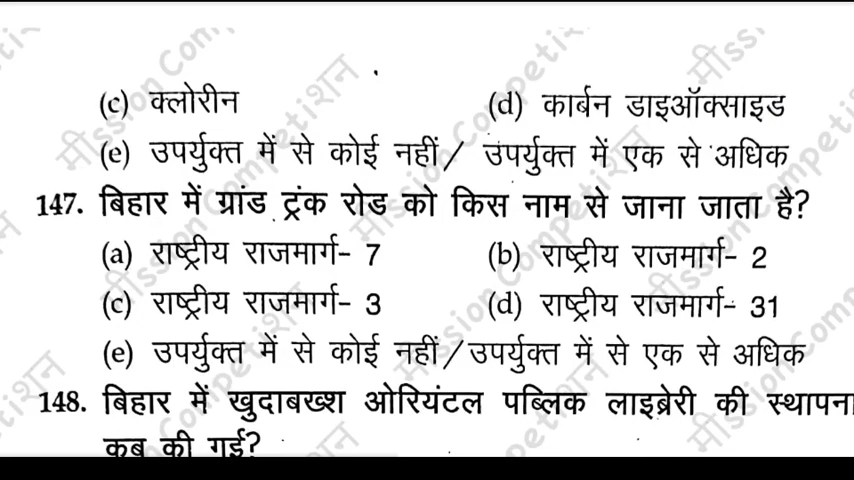 (c) क्लोरीन (d) कार्बन डाइऑक्साइड
(e) उपर्युक्त में से कोई नहीं/ उपर्युक्त में एक से अधिक
147. बिहार में ग्रांड ट्रंक रोड को किस नाम से जाना जाता है?
(a) राष्ट्रीय राजमार्ग- 7 (b) राष्ट्रीय राजमार्ग- 2
(c) राष्ट्रीय राजमार्ग- 3 (d) राष्ट्रीय राजमार्ग- 31
(e) उपर्युक्त में से कोई नहीं/उपर्युक्त में से एक से अधिक
148. बिहार में खुदाबख्श ओरियंटल पब्लिक लाइब्रेरी की स्थापना
कब की गई?